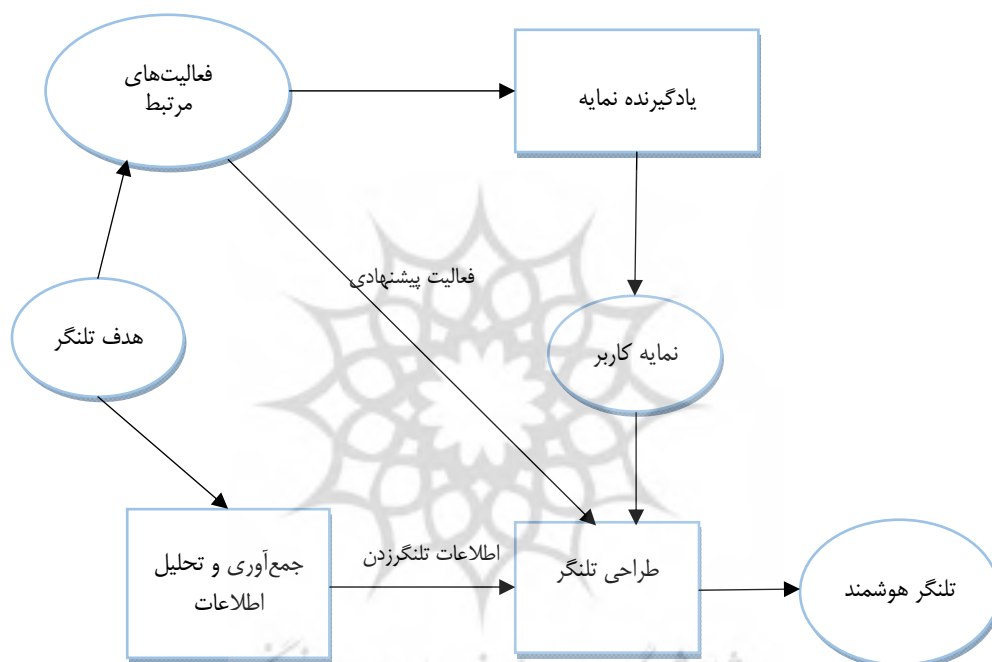 فعالیت‌های
مرتبط
یادگیرنده نمایه
فعالیت پیشنهادی
هدف تلنگر
نمایه کاربر
جمع‌آوری و تحلیل
اطلاعات
اطلاعات تلنگرزدن
طراحی تلنگر
تلنگر هوشمند